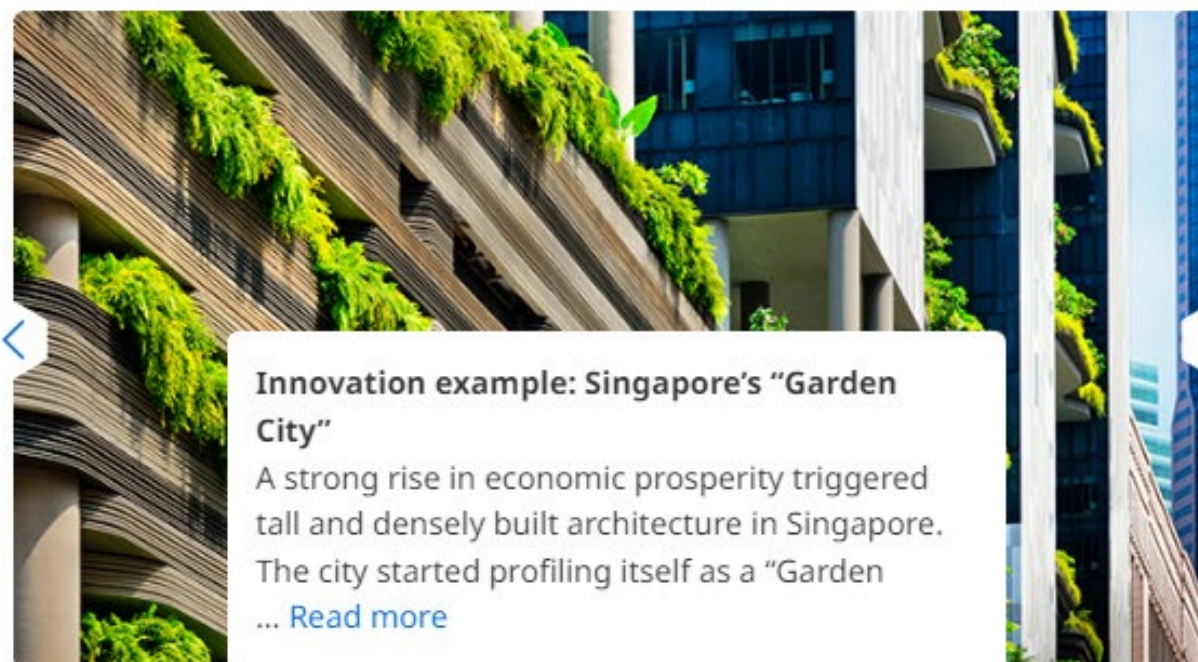 Innovation example: Singapore’s “Garden
City”
A strong rise in economic prosperity triggered
tall and densely built architecture in Singapore.
The city started profiling itself as a “Garden
... Read more